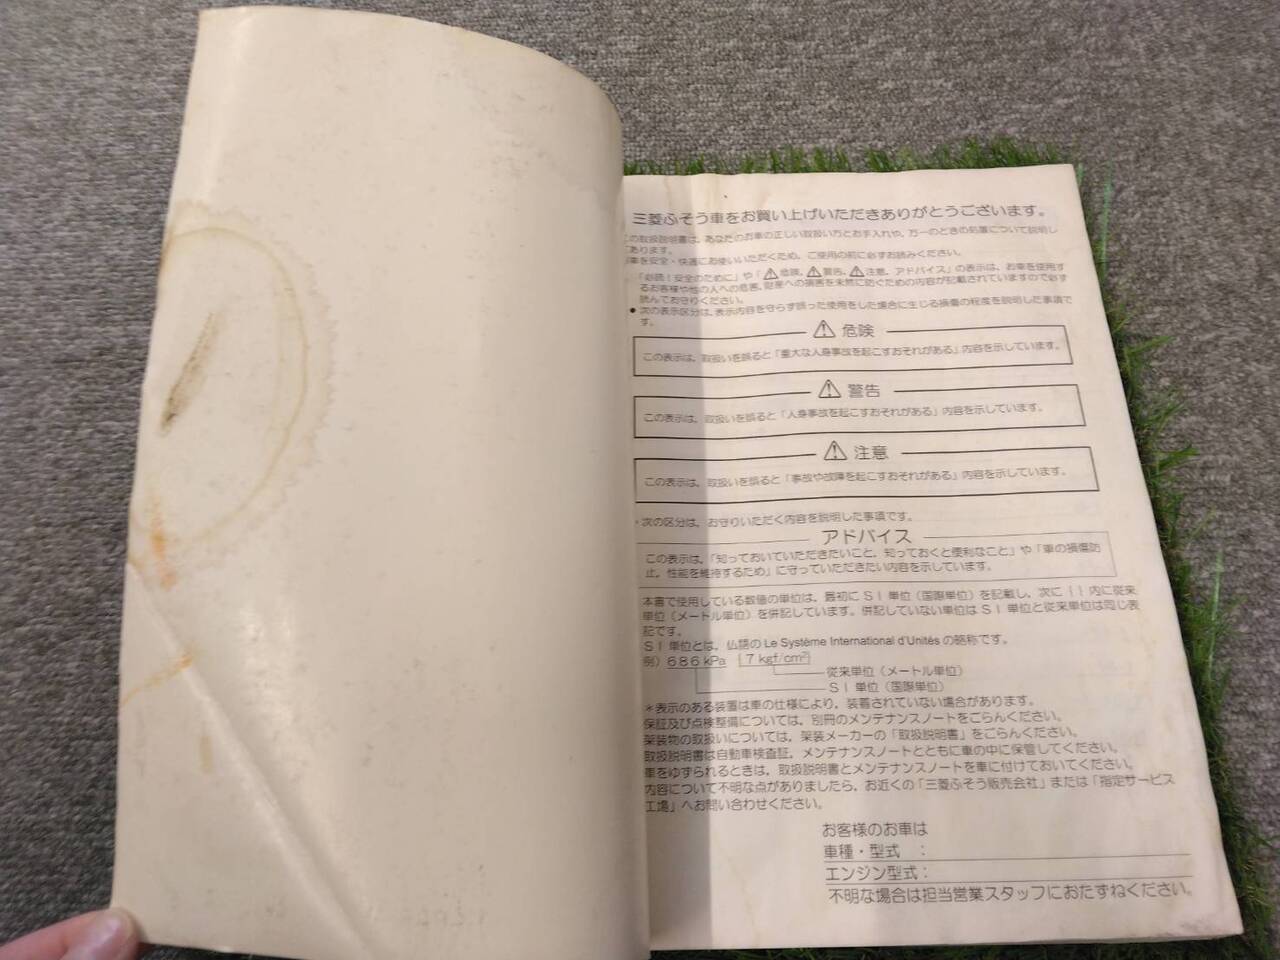 三菱ふそう車をお買い上げいただきありがとうございます。
の取扱説明書は、あなたのお車の正しい取扱い方とお手入れや、万一のときの処置について説明し
てあります。
お車を安全・快適にお使いいただくため、ご使用の前に必ずお読みください。
「必読!安全のために」や「⚠危険、⚠警告、⚠注意、アドバイス」の表示は、お車を使用す
るお客様や他の人への危害、財産への損害を未然に防ぐための内容が記載されていますので必ず
読んでお守りください。
● 次の表示区分は、表示内容を守らず誤った使用をした場合に生じる損傷の程度を説明した事項で
す。
⚠ 危険
この表示は、取扱いを誤ると「重大な人身事故を起こすおそれがある」内容を示しています。
⚠ 警告
この表示は、取扱いを誤ると「人身事故を起こすおそれがある」内容を示しています。
⚠ 注意
この表示は、取扱いを誤ると「事故や故障を起こすおそれがある」内容を示しています。
・次の区分は、お守りいただく内容を説明した事項です。
アドバイス
この表示は、「知っておいていただきたいこと、知っておくと便利なこと」や「車の損傷防
止、性能を維持するため」に守っていただきたい内容を示しています。
本書で使用している数値の単位は、最初にSI単位(国際単位)を記載し、次に{}内に従来
単位(メートル単位)を併記しています。併記していない単位はSI単位と従来単位は同じ表
記です。
SI単位とは、仏語の Le Système International d'Unités の略称です。
例)686 kPa {7 kgf/cm²}
従来単位(メートル単位)
SI単位(国際単位)
*表示のある装置は車の仕様により、装着されていない場合があります。
保証及び点検整備については、別冊のメンテナンスノートをごらんください。
架装物の取扱いについては、架装メーカーの「取扱説明書」をごらんください。
取扱説明書は自動車検査証、メンテナンスノートとともに車の中に保管してください。
車をゆずられるときは、取扱説明書とメンテナンスノートを車に付けておいてください。
内容について不明な点がありましたら、お近くの「三菱ふそう販売会社」または「指定サービス
工場」へお問い合わせください。
お客様のお車は
車種・型式 :
エンジン型式:
不明な場合は担当営業スタッフにおたずねください。